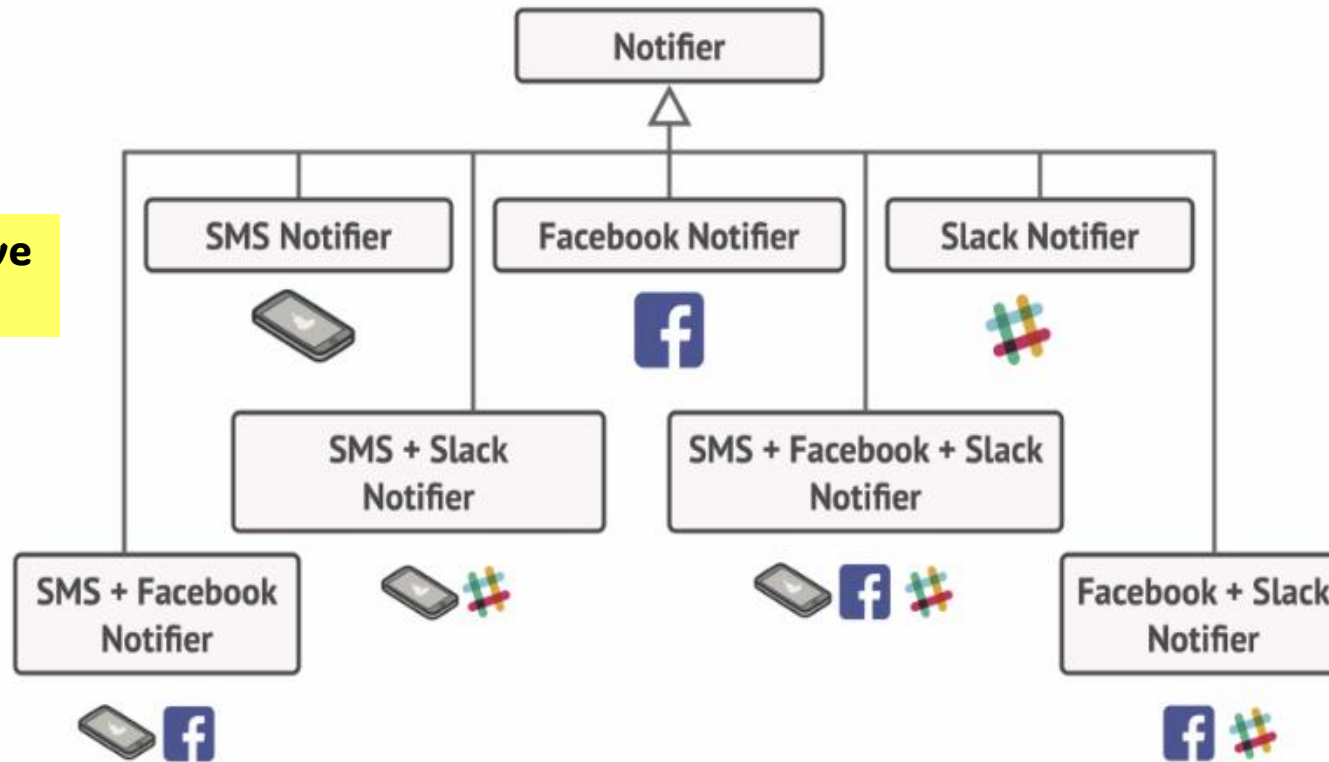 Notifier
SMS Notifier
Facebook Notifier
Slack Notifier
SMS + Slack
Notifier
SMS + Facebook + Slack
Notifier
SMS + Facebook
Notifier
Facebook + Slack
Notifier